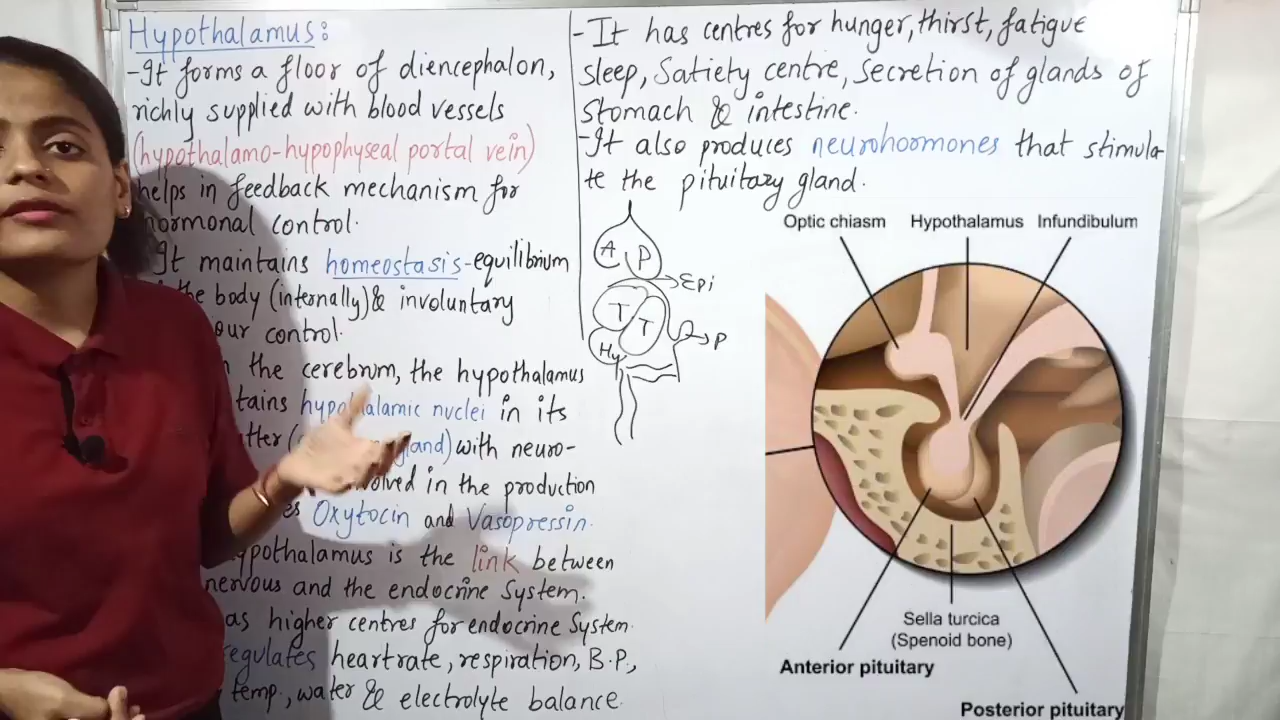 Hypothalamus:
-It forms a floor of diencephalon,
richly supplied with blood vessels
(hypothalamo-hypophyseal portal vein)
helps in feedback mechanism for
hormonal control.
It maintains homeostasis-equilibrium
the body (internally) & involuntary
our control.
the cerebrum, the hypothalamus
tains hypothalamic nuclei in its
gland) with neuro-
volved in the production
es Oxytocin and Vasopressin.
ypothalamus is the link between
nervous and the endocrine System.
as higher centres for endocrine System.
regulates heartrate, respiration, B.P.,
temp., water & electrolyte balance
-It has centres for hunger, thirst, fatigue
sleep, Satiety centre, Secretion of glands of
Stomach & intestine.
-It also produces neurohormones that stimula
te the pituitary gland.
A P
Epi
T
T
P
Hy
Optic chiasm Hypothalamus Infundibulum
Sella turcica
(Spenoid bone)
Anterior pituitary
Posterior pituitary